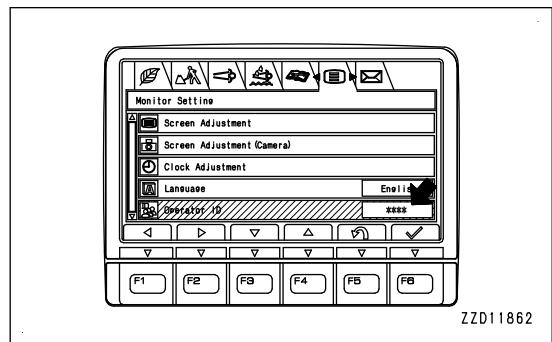 Monitor Setting
Screen Adjustment
Screen Adjustment (Camera)
Clock Adjustment
A Language English
Operator ID ****
F1 F2 F3 F4 F5 F6
ZZD11862